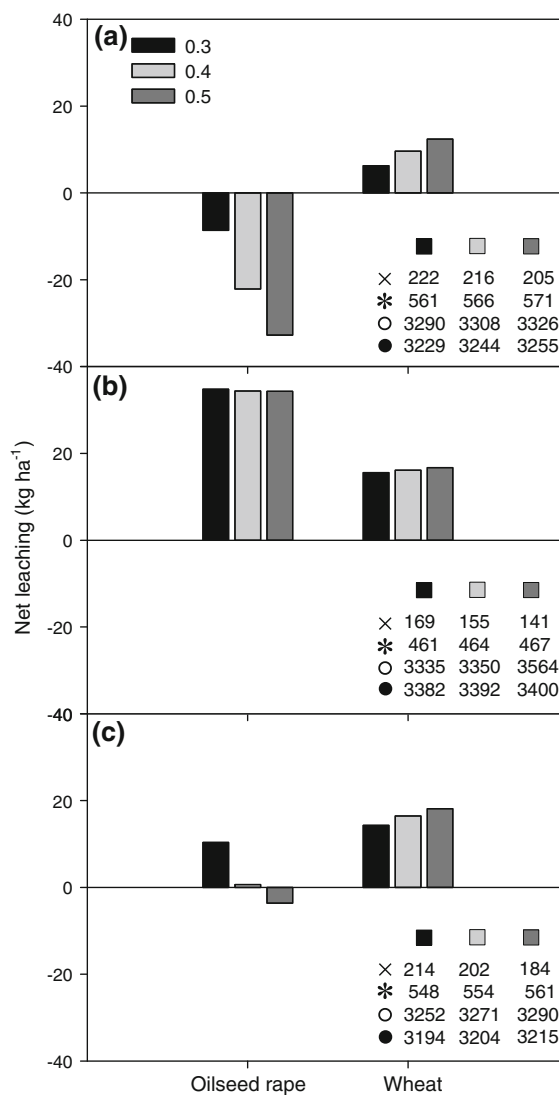 40
(a)
0.3
0.4
0.5
20
0
-20
-40
× 222 216 205
✻ 561 566 571
○ 3290 3308 3326
● 3229 3244 3255
(b)
20
0
-20
-40
× 169 155 141
✻ 461 464 467
○ 3335 3350 3564
● 3382 3392 3400
Net leaching (kg ha⁻¹)
(c)
20
0
-20
-40
× 214 202 184
✻ 548 554 561
○ 3252 3271 3290
● 3194 3204 3215
Oilseed rape Wheat